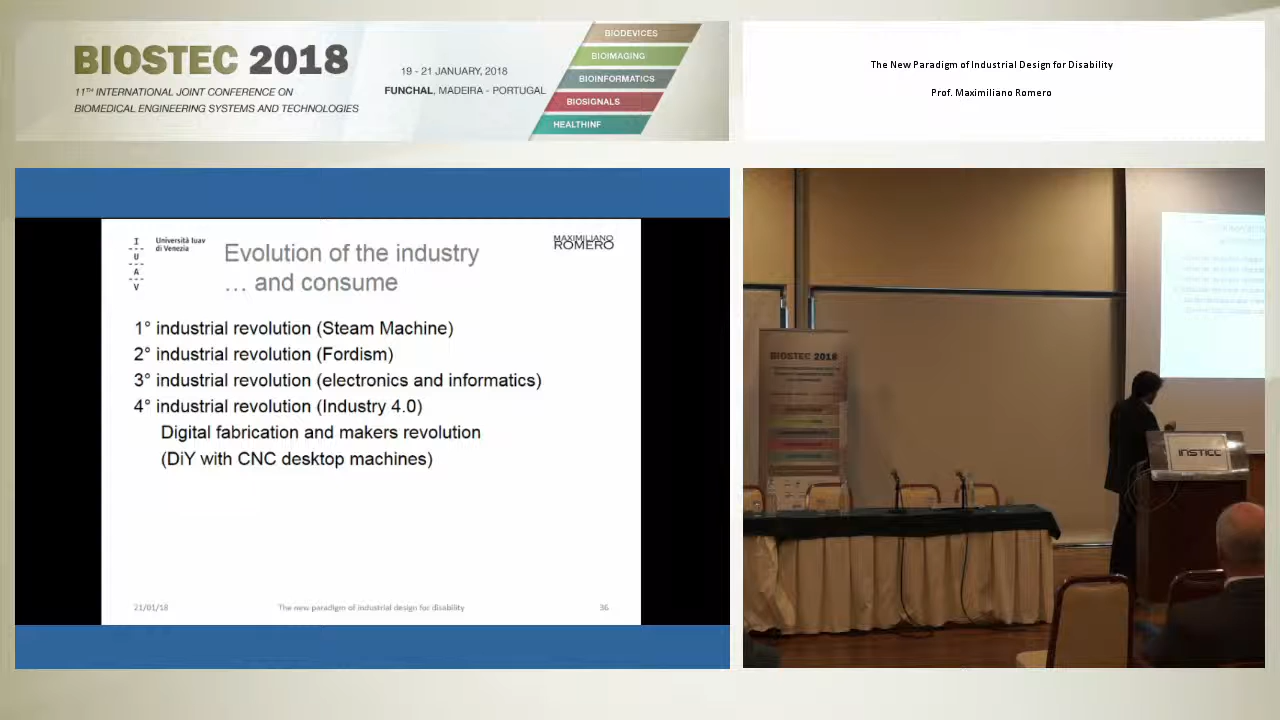 BIOSTEC 2018
11TH INTERNATIONAL JOINT CONFERENCE ON
BIOMEDICAL ENGINEERING SYSTEMS AND TECHNOLOGIES
19 - 21 JANUARY, 2018
FUNCHAL, MADEIRA - PORTUGAL
BIODEVICES
BIOIMAGING
BIOINFORMATICS
BIOSIGNALS
HEALTHINF
The New Paradigm of Industrial Design for Disability
Prof. Maximiliano Romero
I
U
A
V
Università Iuav
di Venezia
Evolution of the industry
... and consume
MAXIMILIANO
ROMERO
1° industrial revolution (Steam Machine)
2° industrial revolution (Fordism)
3° industrial revolution (electronics and informatics)
4° industrial revolution (Industry 4.0)
Digital fabrication and makers revolution
(DiY with CNC desktop machines)
21/01/18
The new paradigm of industrial design for disability
36
BIOSTEC 2018
INSTICC